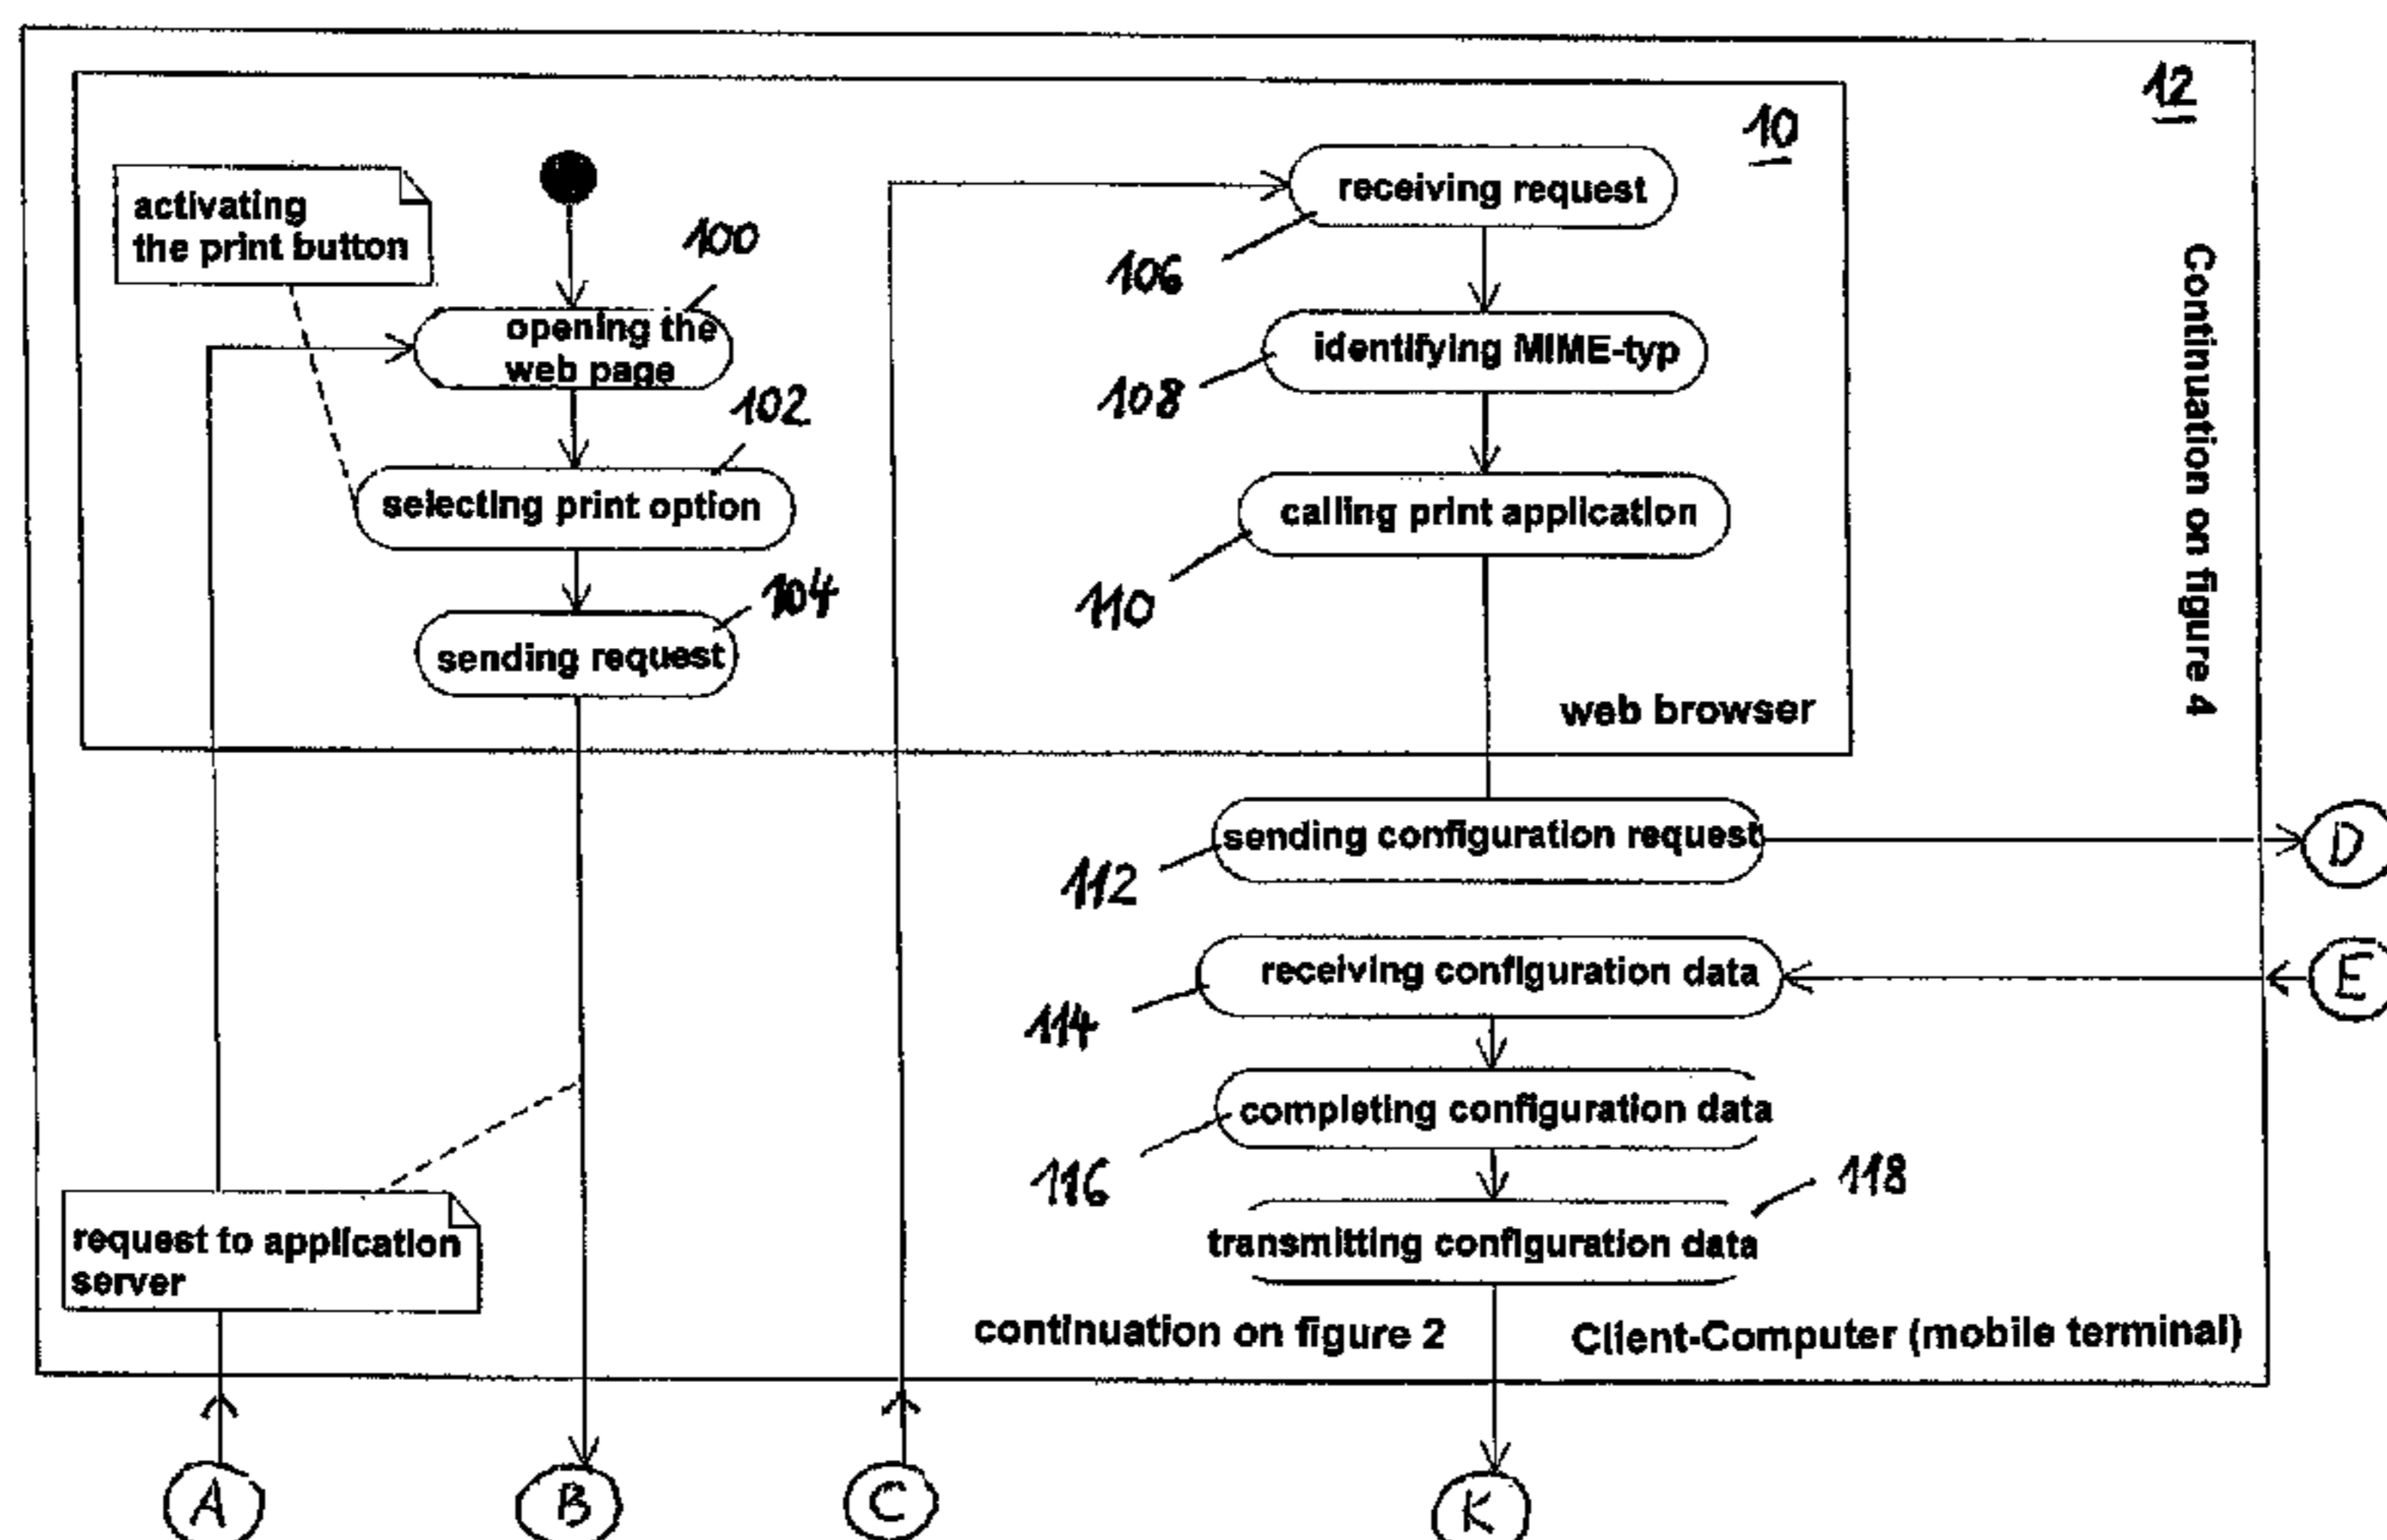 12
10
activating
the print button
100
opening the
web page
102
selecting print option
104
sending request
receiving request
106
identifying MIME-typ
108
calling print application
110
web browser
Continuation on figure 4
sending configuration request
112
D
receiving configuration data
114
E
completing configuration data
116
transmitting configuration data
118
request to application
server
continuation on figure 2
Client-Computer (mobile terminal)
A
B
C
K